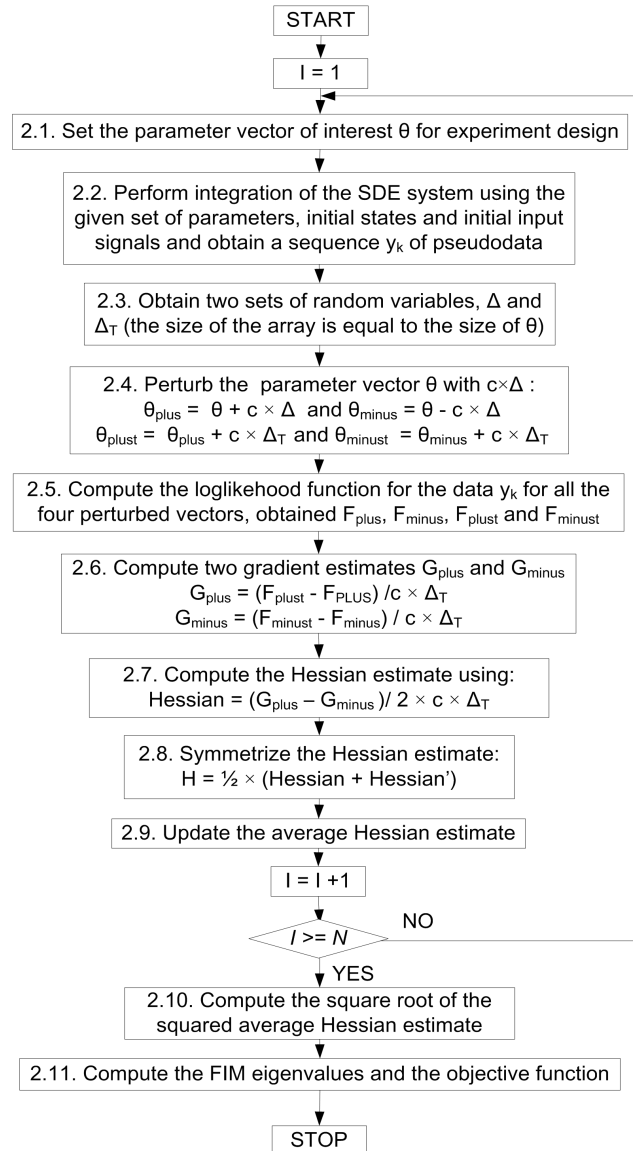 START
I = 1
2.1. Set the parameter vector of interest θ for experiment design
2.2. Perform integration of the SDE system using the
given set of parameters, initial states and initial input
signals and obtain a sequence yk of pseudodata
2.3. Obtain two sets of random variables, Δ and
ΔT (the size of the array is equal to the size of θ)
2.4. Perturb the parameter vector θ with c×Δ :
θplus = θ + c × Δ and θminus = θ - c × Δ
θplust = θplus + c × ΔT and θminust = θminus + c × ΔT
2.5. Compute the loglikehood function for the data yk for all the
four perturbed vectors, obtained Fplus, Fminus, Fplust and Fminust
2.6. Compute two gradient estimates Gplus and Gminus
Gplus = (Fplust - FPLUS) /c × ΔT
Gminus = (Fminust - Fminus) / c × ΔT
2.7. Compute the Hessian estimate using:
Hessian = (Gplus – Gminus )/ 2 × c × ΔT
2.8. Symmetrize the Hessian estimate:
H = ½ × (Hessian + Hessian’)
2.9. Update the average Hessian estimate
I = I +1
I >= N
NO
YES
2.10. Compute the square root of the
squared average Hessian estimate
2.11. Compute the FIM eigenvalues and the objective function
STOP